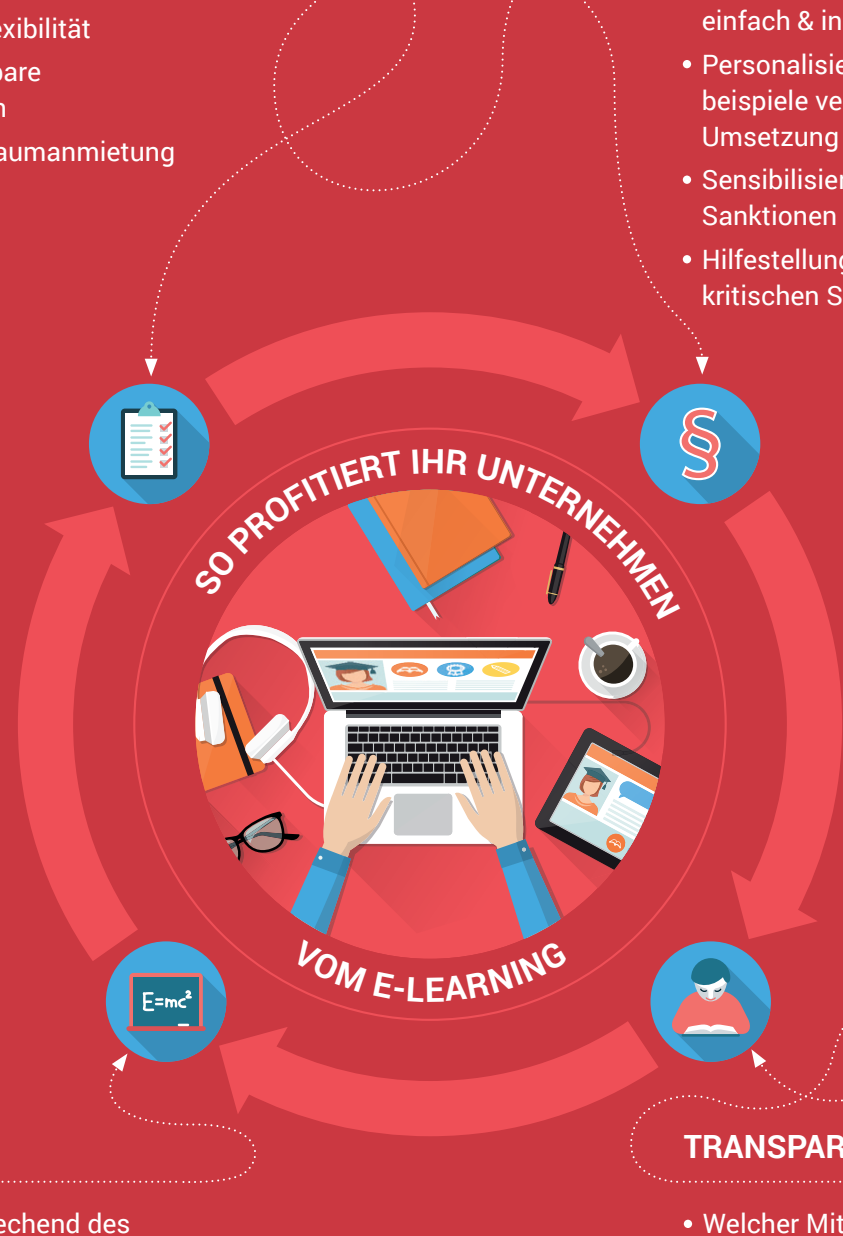 exibilität
bare
n
aumanmietung
einfach & in
• Personalisie
beispiele ve
Umsetzung
• Sensibilisier
Sanktionen
• Hilfestellung
kritischen S
§
SO PROFITIERT IHR UNTERNEHMEN
VOM E-LEARNING
E=mc²
TRANSPAR
echend des
• Welcher Mit